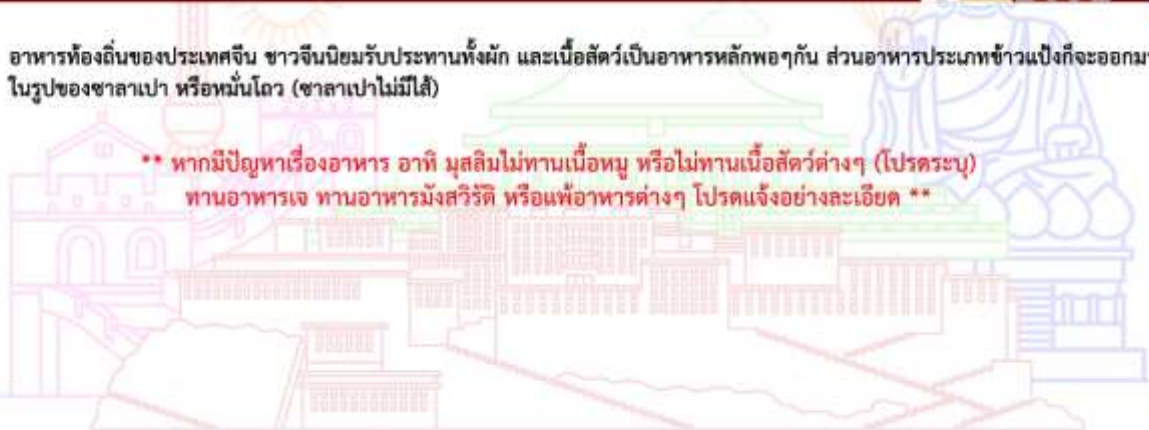 อาหารท้องถิ่นของประเทศจีน ชาวจีนนิยมรับประทานทั้งผัก และเนื้อสัตว์เป็นอาหารหลักพอๆกัน ส่วนอาหารประเภทข้าวแป้งก็จะออกมา
ในรูปของซาลาเปา หรือหมั่นโถว (ซาลาเปาไม่มีไส้)
** หากมีปัญหาเรื่องอาหาร อาทิ มุสลิมไม่ทานเนื้อหมู หรือไม่ทานเนื้อสัตว์ต่างๆ (โปรดระบุ)
ทานอาหารเจ ทานอาหารมังสวิรัติ หรือแพ้อาหารต่างๆ โปรดแจ้งอย่างละเอียด **